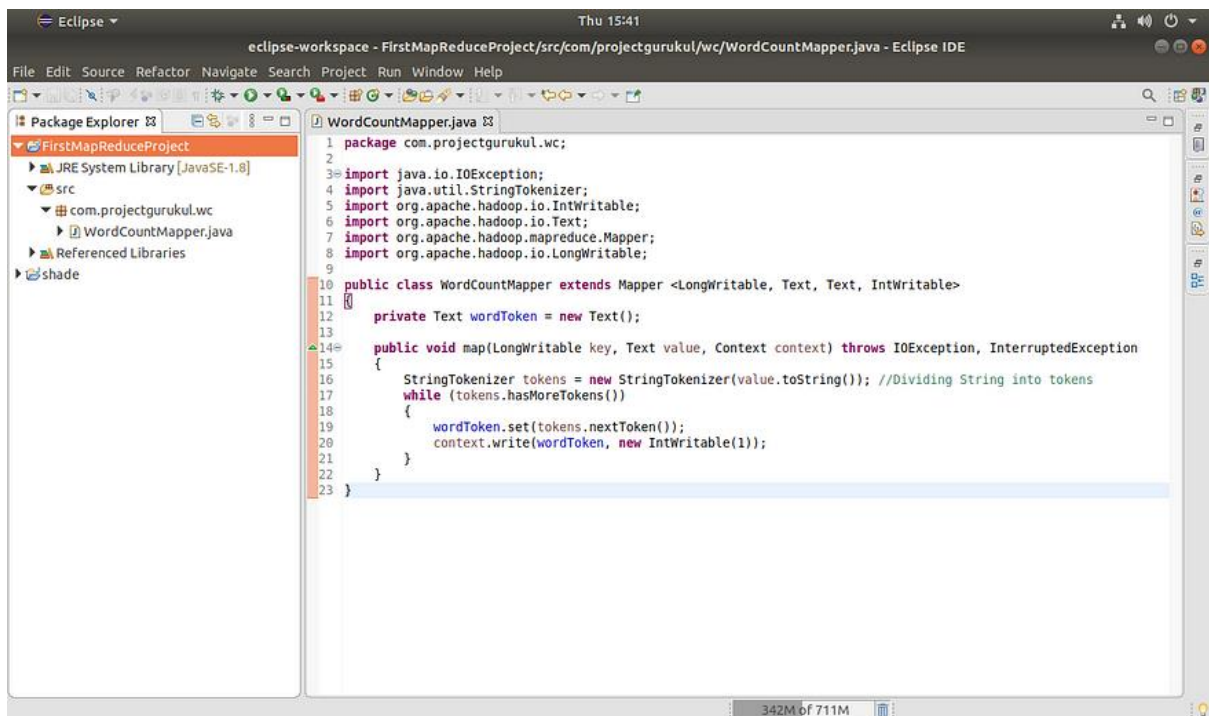 Eclipse
Thu 15:41
eclipse-workspace - FirstMapReduceProject/src/com/projectgurukul/wc/WordCountMapper.java - Eclipse IDE
File Edit Source Refactor Navigate Search Project Run Window Help
Package Explorer
FirstMapReduceProject
JRE System Library [JavaSE-1.8]
src
com.projectgurukul.wc
WordCountMapper.java
Referenced Libraries
shade
WordCountMapper.java
1 package com.projectgurukul.wc;
2
3 import java.io.IOException;
4 import java.util.StringTokenizer;
5 import org.apache.hadoop.io.IntWritable;
6 import org.apache.hadoop.io.Text;
7 import org.apache.hadoop.mapreduce.Mapper;
8 import org.apache.hadoop.io.LongWritable;
9
10 public class WordCountMapper extends Mapper <LongWritable, Text, Text, IntWritable>
11 {
12     private Text wordToken = new Text();
13
14     public void map(LongWritable key, Text value, Context context) throws IOException, InterruptedException
15     {
16         StringTokenizer tokens = new StringTokenizer(value.toString()); //Dividing String into tokens
17         while (tokens.hasMoreTokens())
18         {
19             wordToken.set(tokens.nextToken());
20             context.write(wordToken, new IntWritable(1));
21         }
22     }
23 }
342M of 711M